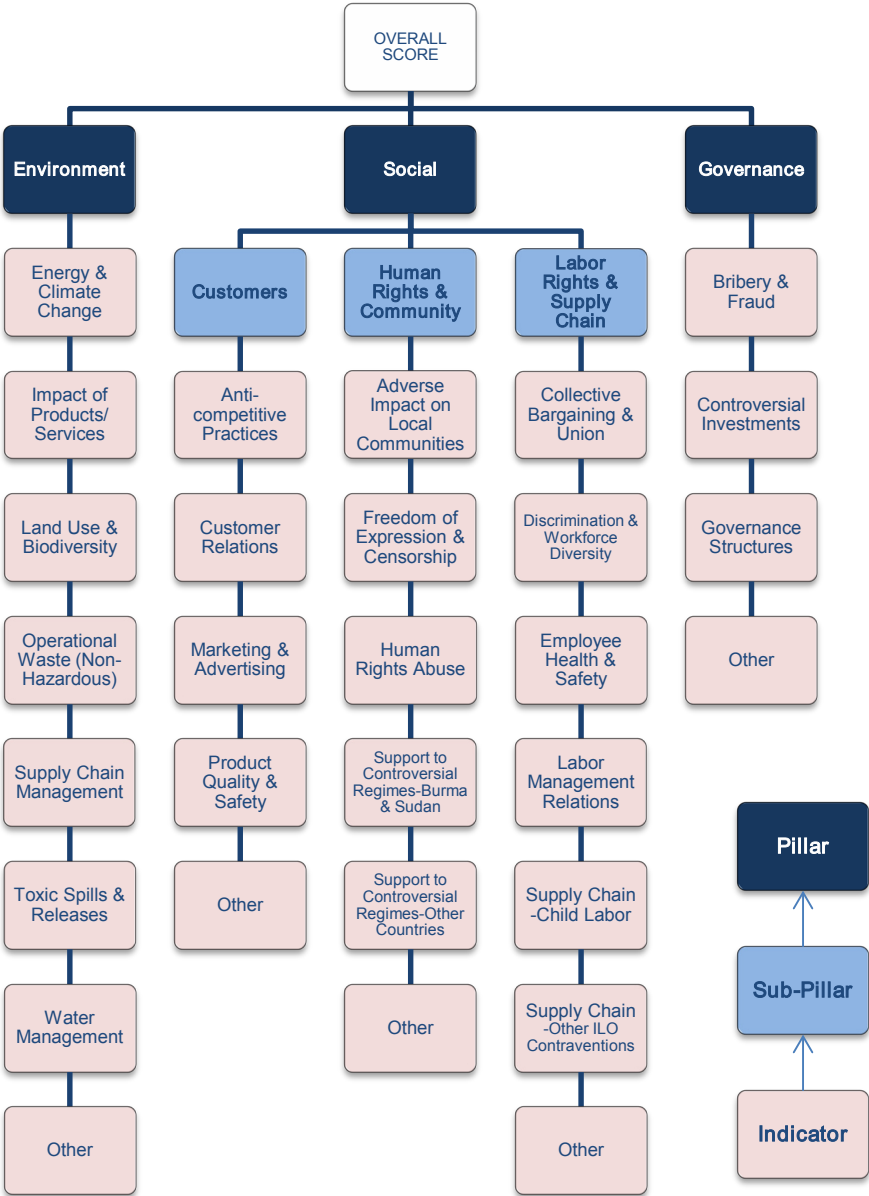 OVERALL
SCORE
Environment
Social
Governance
Energy &
Climate
Change
Customers
Human
Rights &
Community
Labor
Rights &
Supply
Chain
Bribery &
Fraud
Impact of
Products/
Services
Anti-
competitive
Practices
Adverse
Impact on
Local
Communities
Collective
Bargaining &
Union
Controversial
Investments
Land Use &
Biodiversity
Customer
Relations
Freedom of
Expression &
Censorship
Discrimination &
Workforce
Diversity
Governance
Structures
Operational
Waste (Non-
Hazardous)
Marketing &
Advertising
Human
Rights Abuse
Employee
Health &
Safety
Other
Supply Chain
Management
Product
Quality &
Safety
Support to
Controversial
Regimes-Burma
& Sudan
Labor
Management
Relations
Toxic Spills &
Releases
Other
Support to
Controversial
Regimes-Other
Countries
Supply Chain
-Child Labor
Water
Management
Other
Supply Chain
-Other ILO
Contraventions
Other
Other
Pillar
Sub-Pillar
Indicator